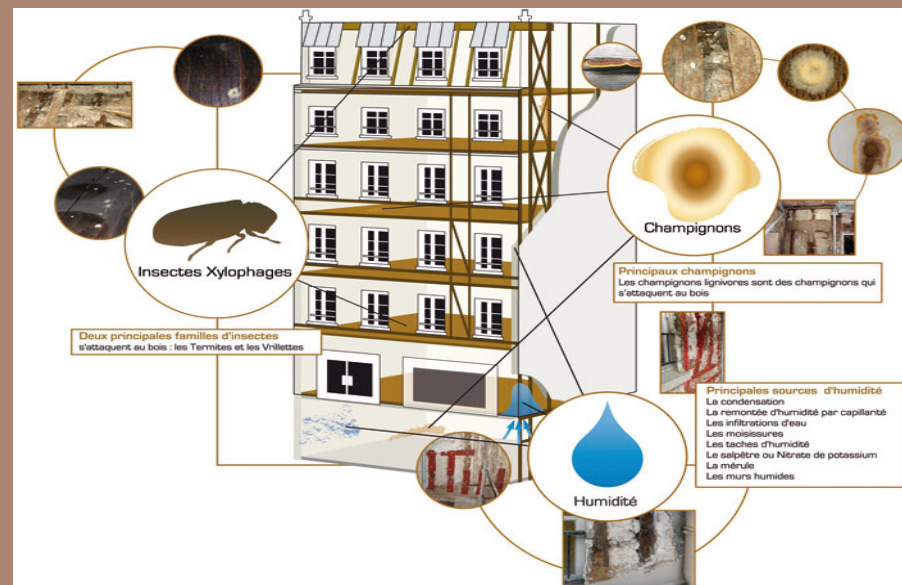 Insectes Xylophages
Deux principales familles d'insectes
s'attaquent au bois : les Termites et les Vrillettes
Champignons
Principaux champignons
Les champignons lignivores sont des champignons qui
s'attaquent au bois
Principales sources d'humidité
La condensation
La remontée d'humidité par capillarité
Les infiltrations d'eau
Les moisissures
Les taches d'humidité
Le salpêtre ou Nitrate de potassium
La mérule
Les murs humides
Humidité